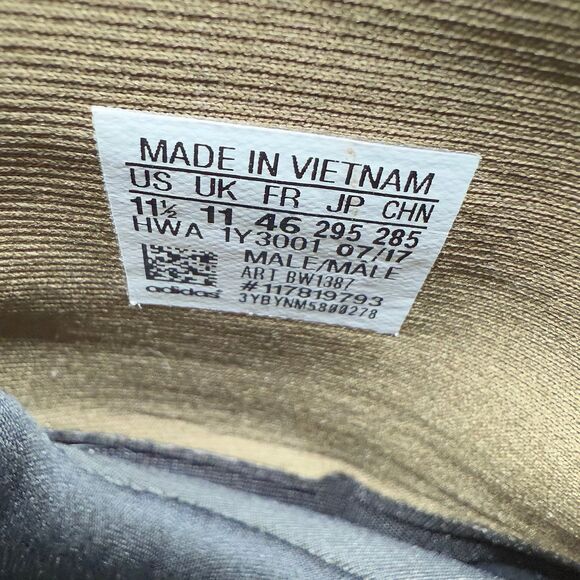 MADE IN VIETNAM
US UK FR JP CHN
11½ 11 46 295 285
HWA 1Y3001 07/17
MALE/MALE
ART BW1387
adidas #117819793
3YBYNM5800278